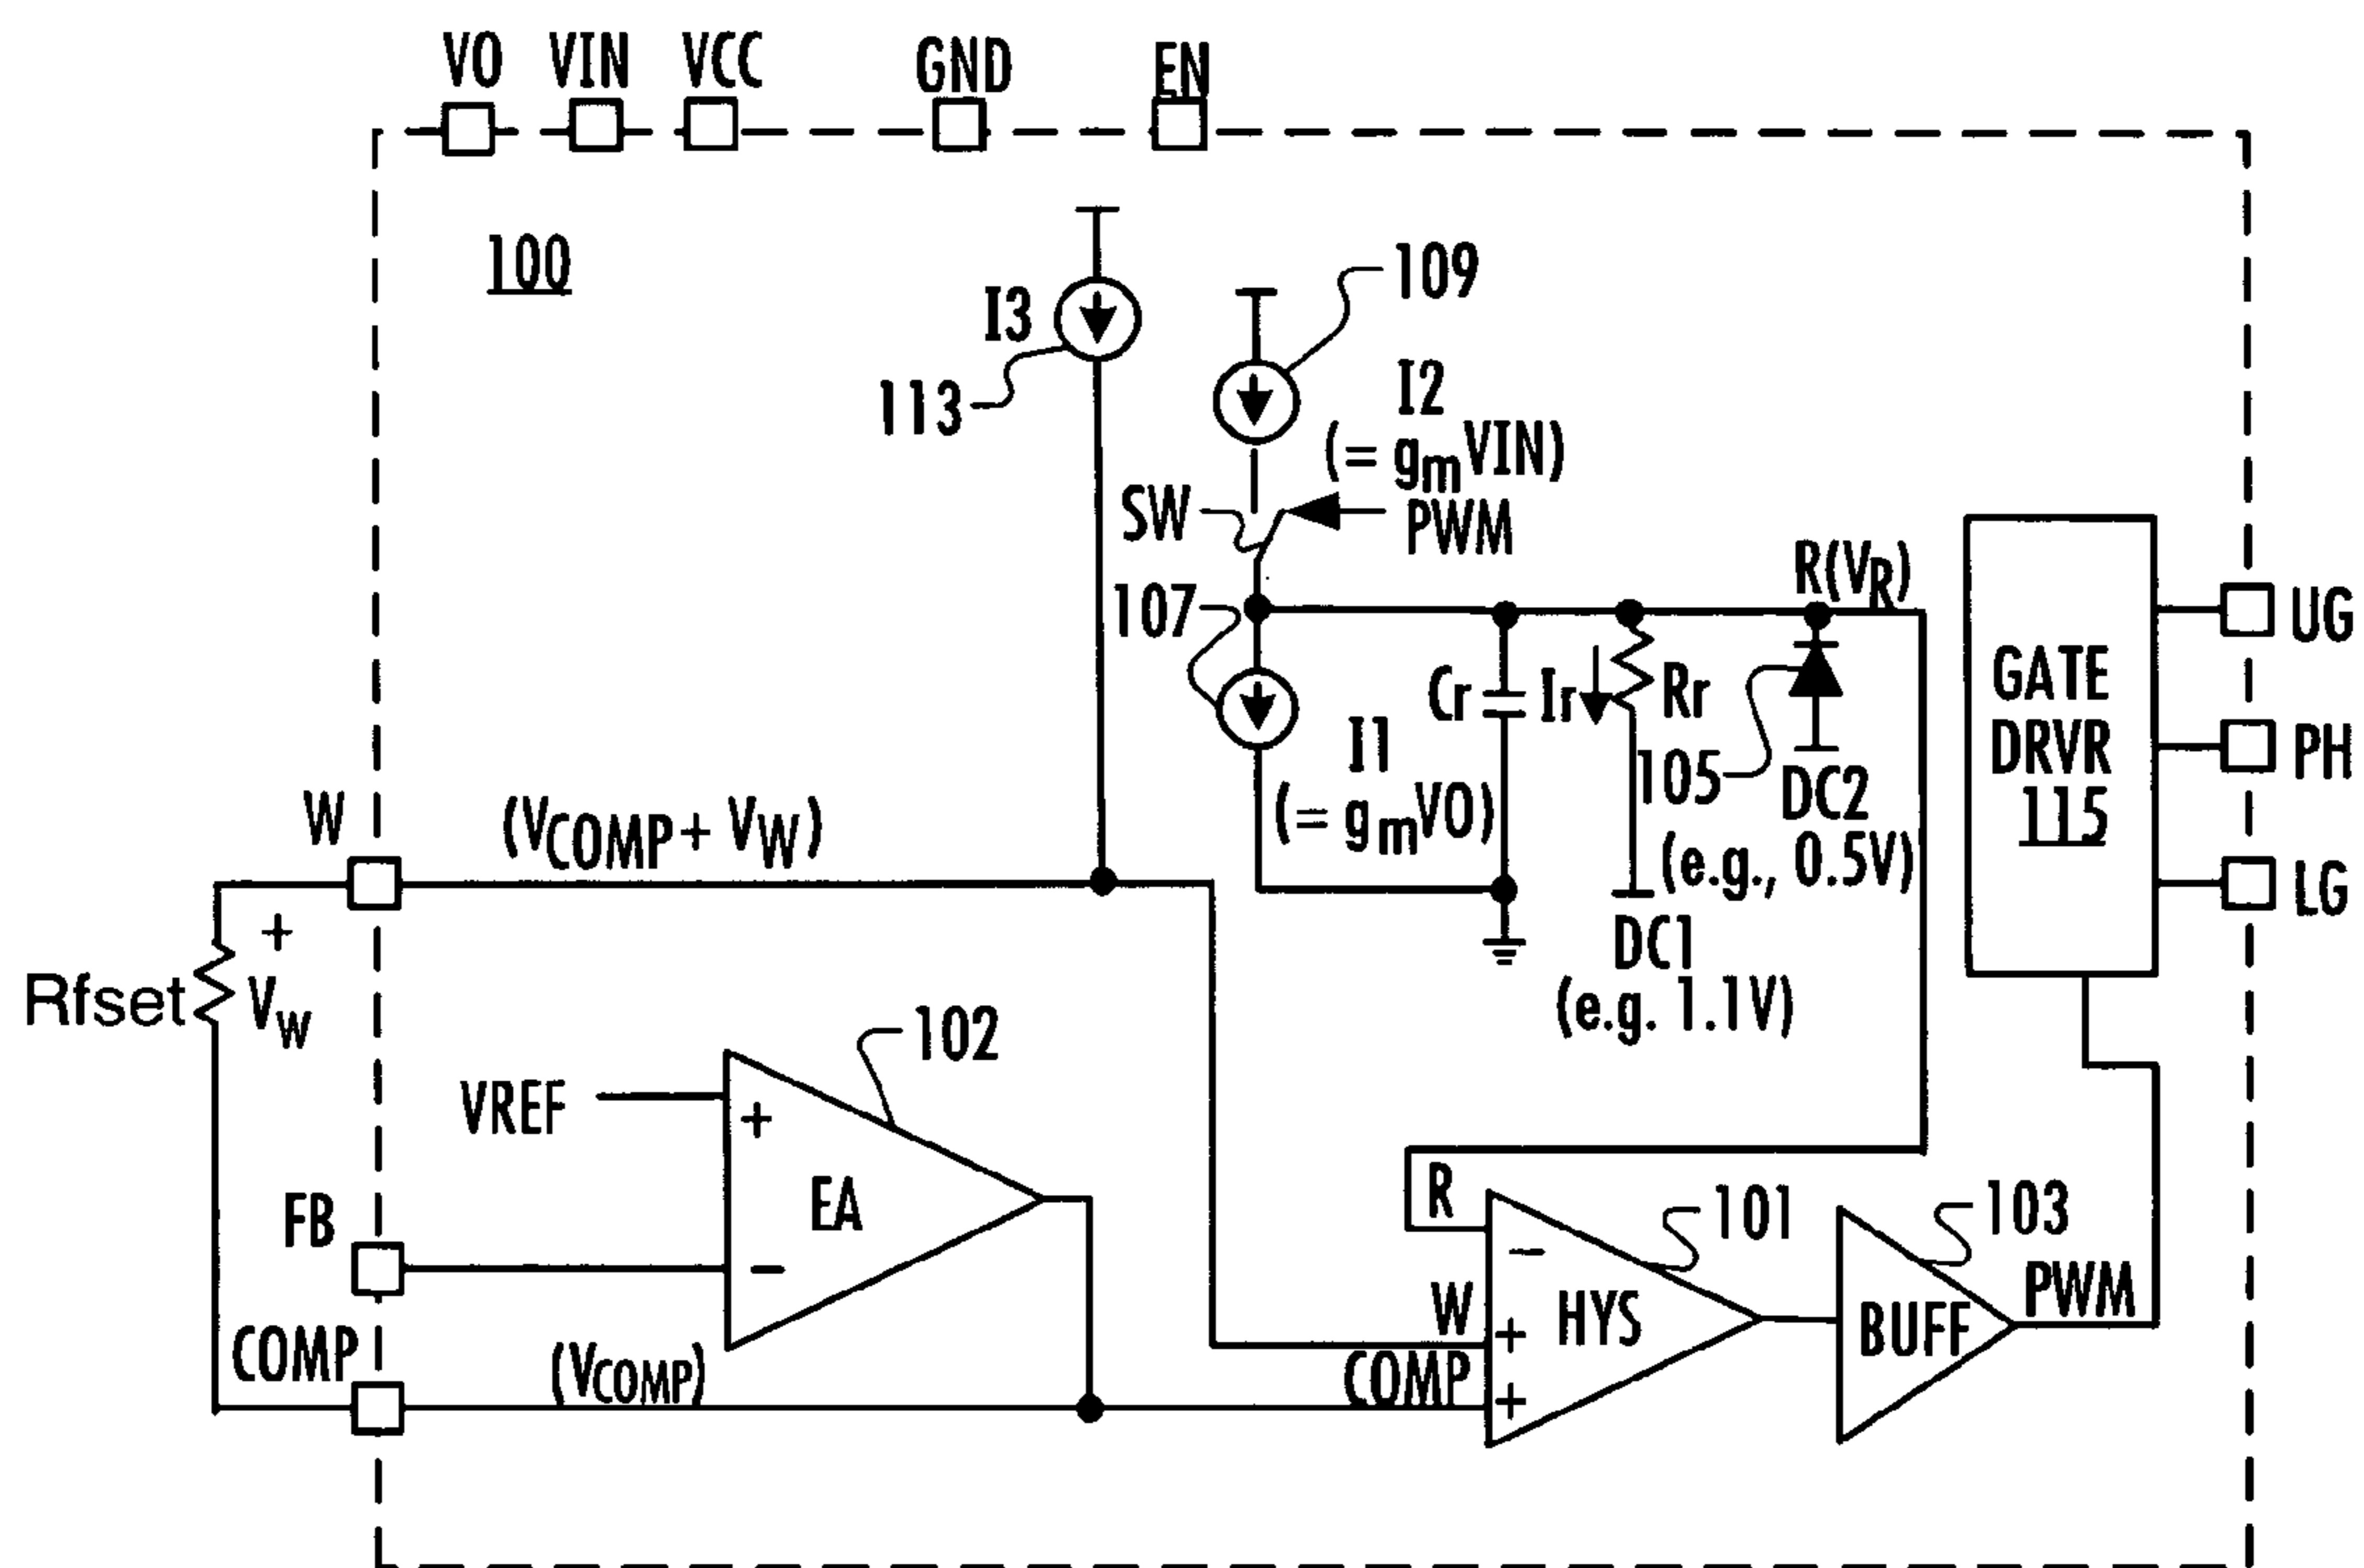 VO VIN VCC GND EN
100
I3
113
109
I2
(= gmVIN)
SW
PWM
107
R(VR)
Cr
Ir
Rr
I1
(= gmVO)
105
DC2
(e.g., 0.5V)
DC1
(e.g. 1.1V)
GATE
DRVR
115
UG
PH
LG
W
(VCOMP + VW)
+
Rfset
VW
102
VREF
+
EA
FB
−
COMP
(VCOMP)
R
−
W
+
COMP
+
HYS
101
BUFF
103
PWM